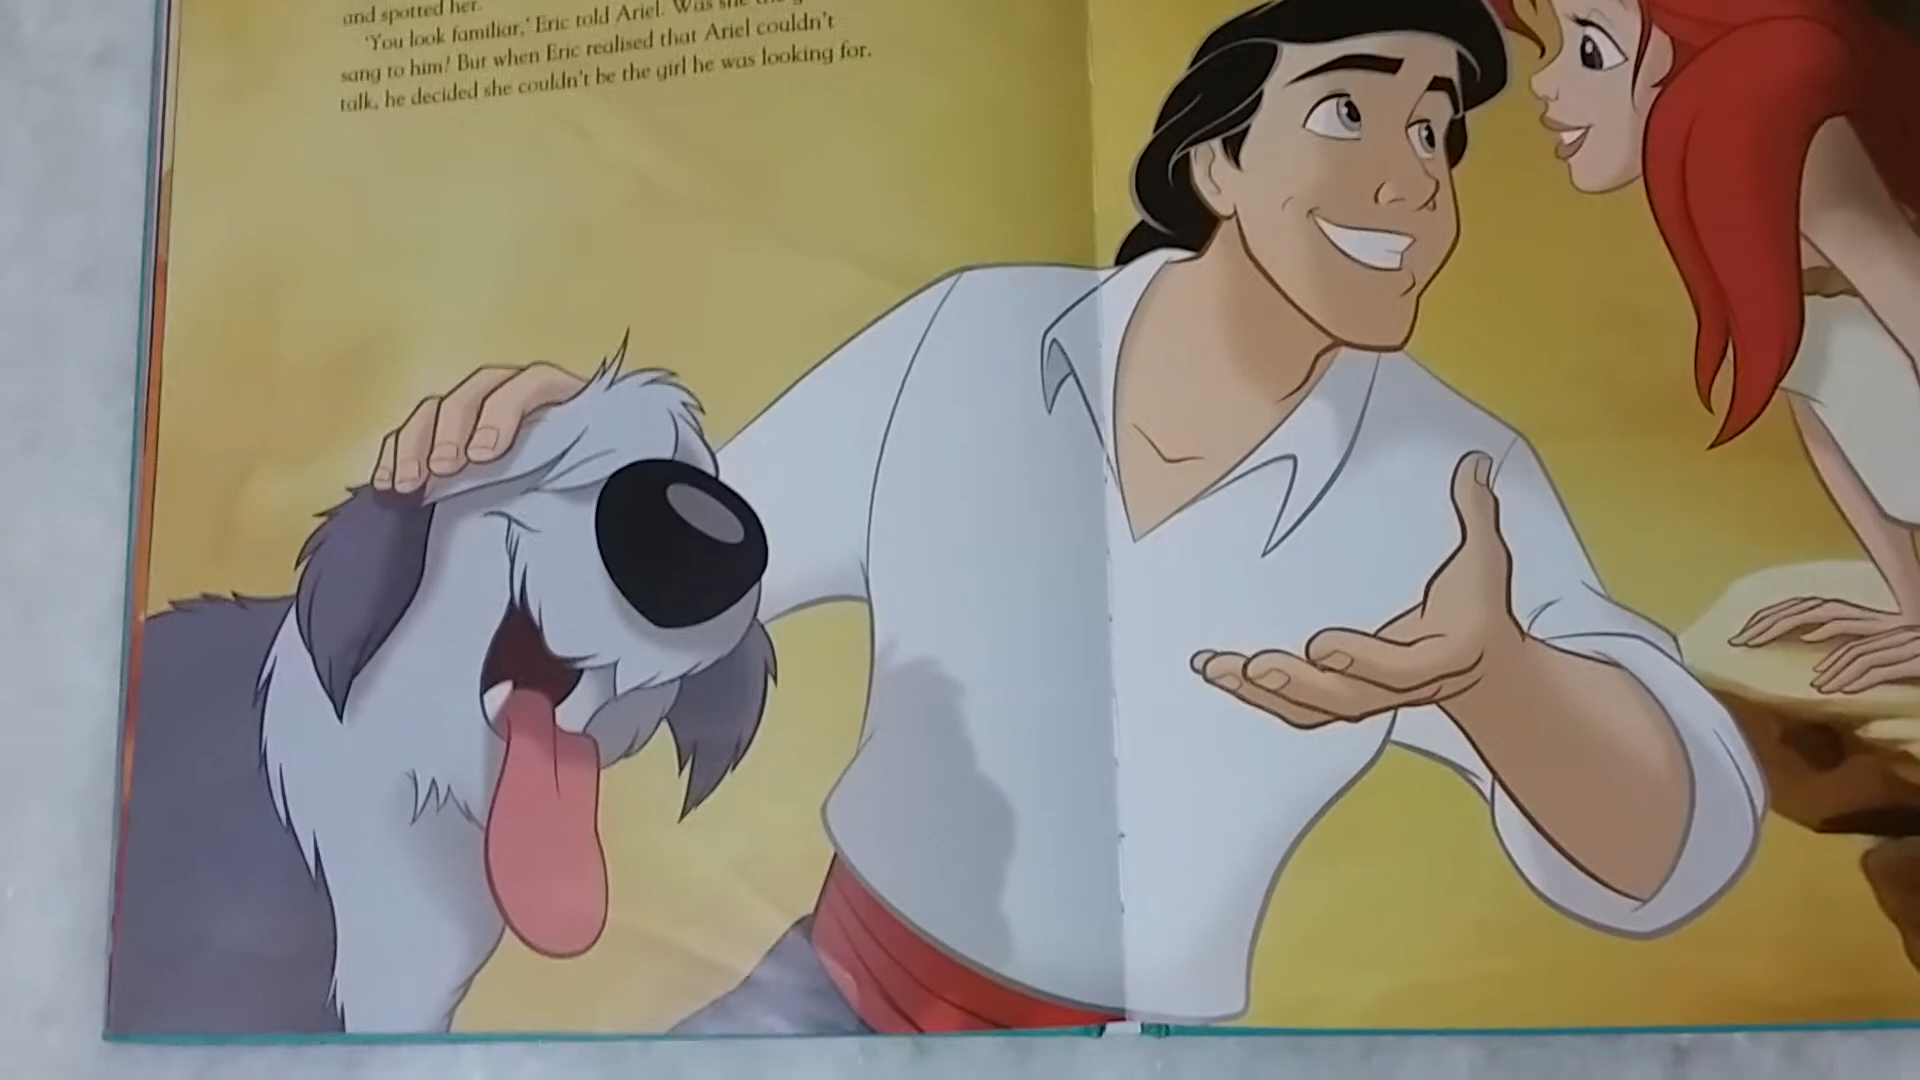 and spotted her.
'You look familiar,' Eric told Ariel. Was she
sang to him! But when Eric realised that Ariel couldn't
talk, he decided she couldn't be the girl he was looking for.